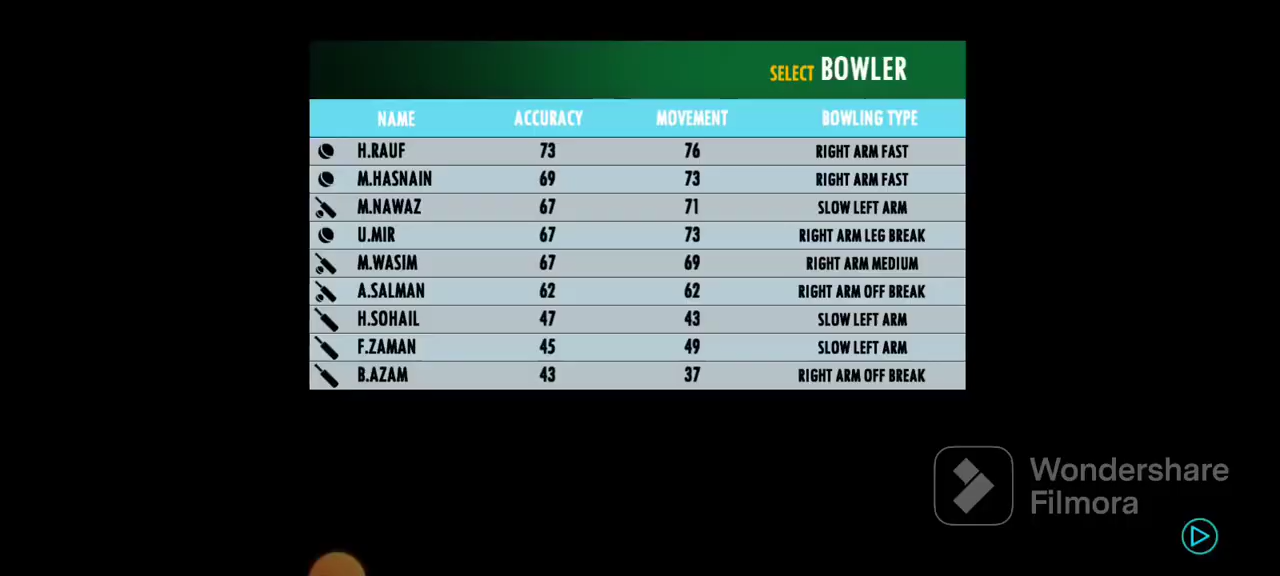 SELECT BOWLER
NAME ACCURACY MOVEMENT BOWLING TYPE
H.RAUF 73 76 RIGHT ARM FAST
M.HASNAIN 69 73 RIGHT ARM FAST
M.NAWAZ 67 71 SLOW LEFT ARM
U.MIR 67 73 RIGHT ARM LEG BREAK
M.WASIM 67 69 RIGHT ARM MEDIUM
A.SALMAN 62 62 RIGHT ARM OFF BREAK
H.SOHAIL 47 43 SLOW LEFT ARM
F.ZAMAN 45 49 SLOW LEFT ARM
B.AZAM 43 37 RIGHT ARM OFF BREAK
Wondershare
Filmora